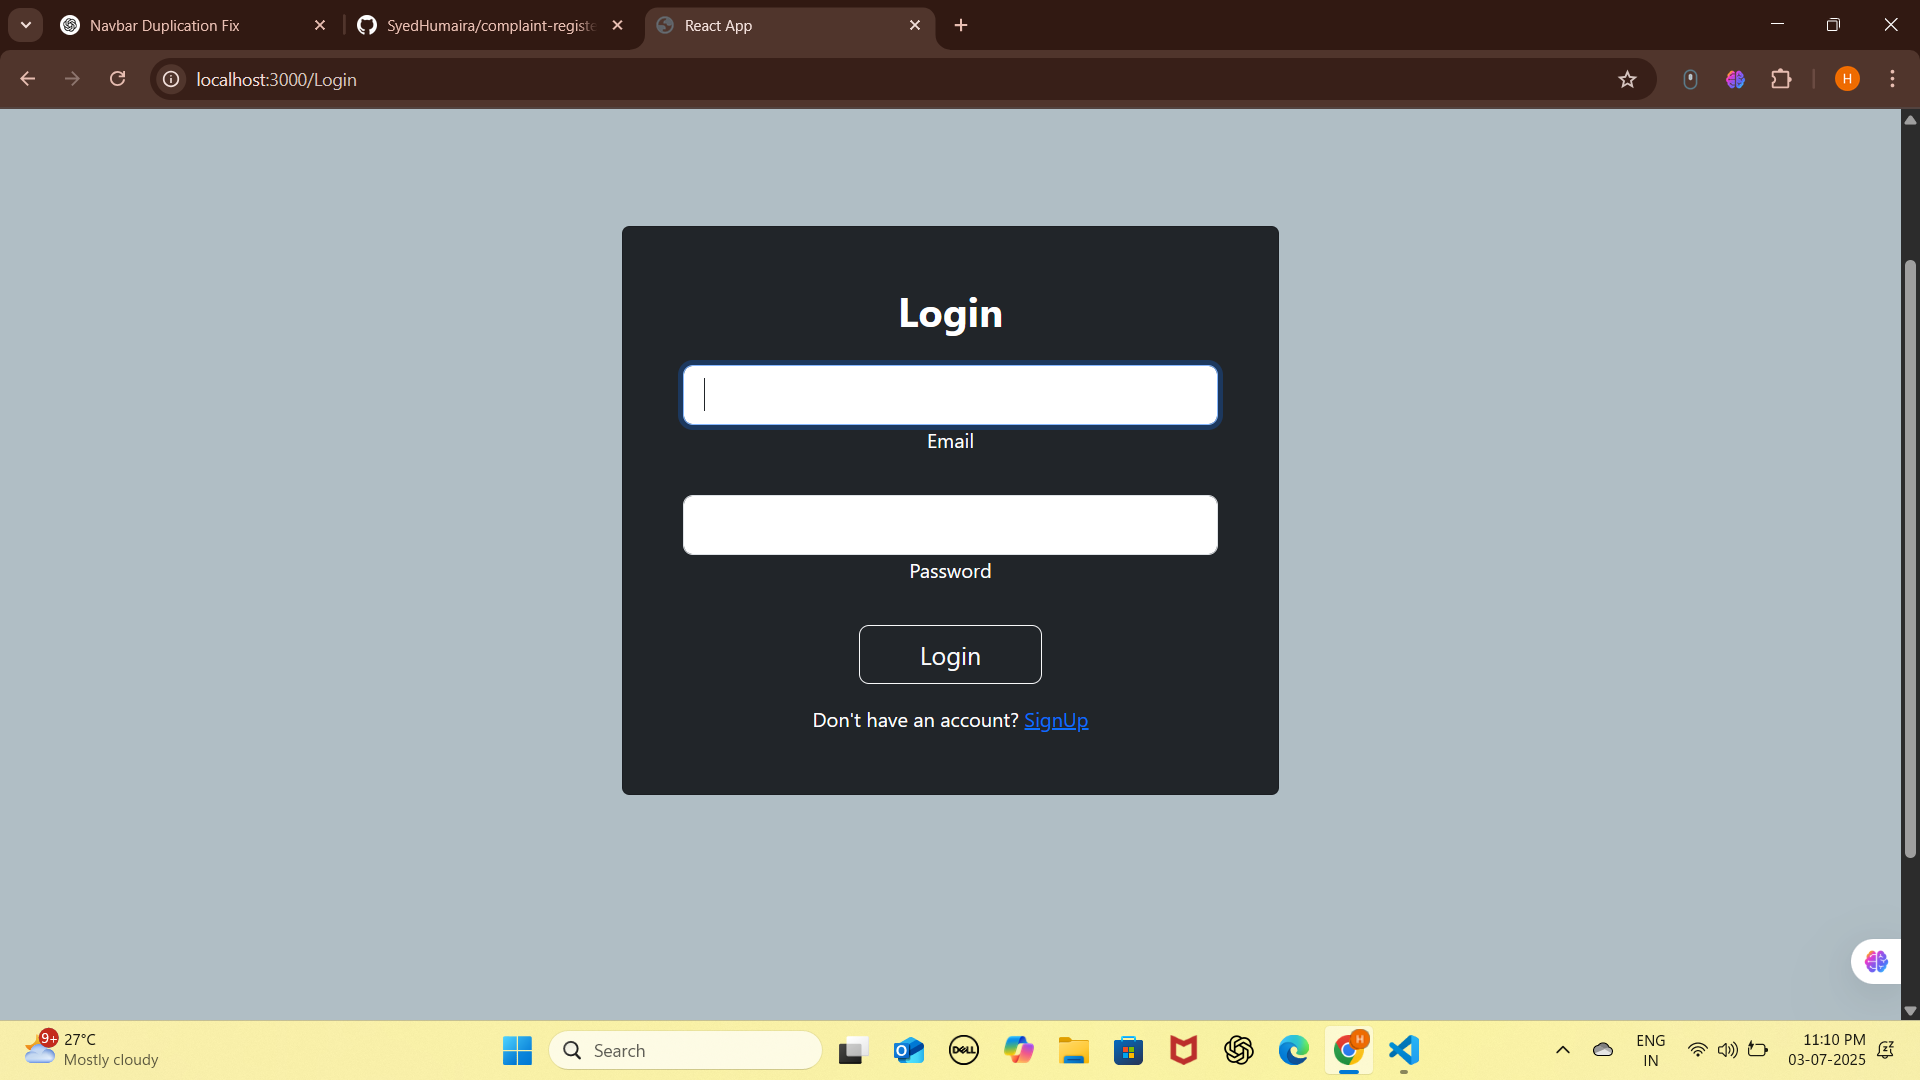 Navbar Duplication Fix
SyedHumaira/complaint-registe
React App
localhost:3000/Login
H
Login
Email
Password
Login
Don't have an account? SignUp
9+
27°C
Mostly cloudy
Search
DELL
H
ENG
IN
11:10 PM
03-07-2025